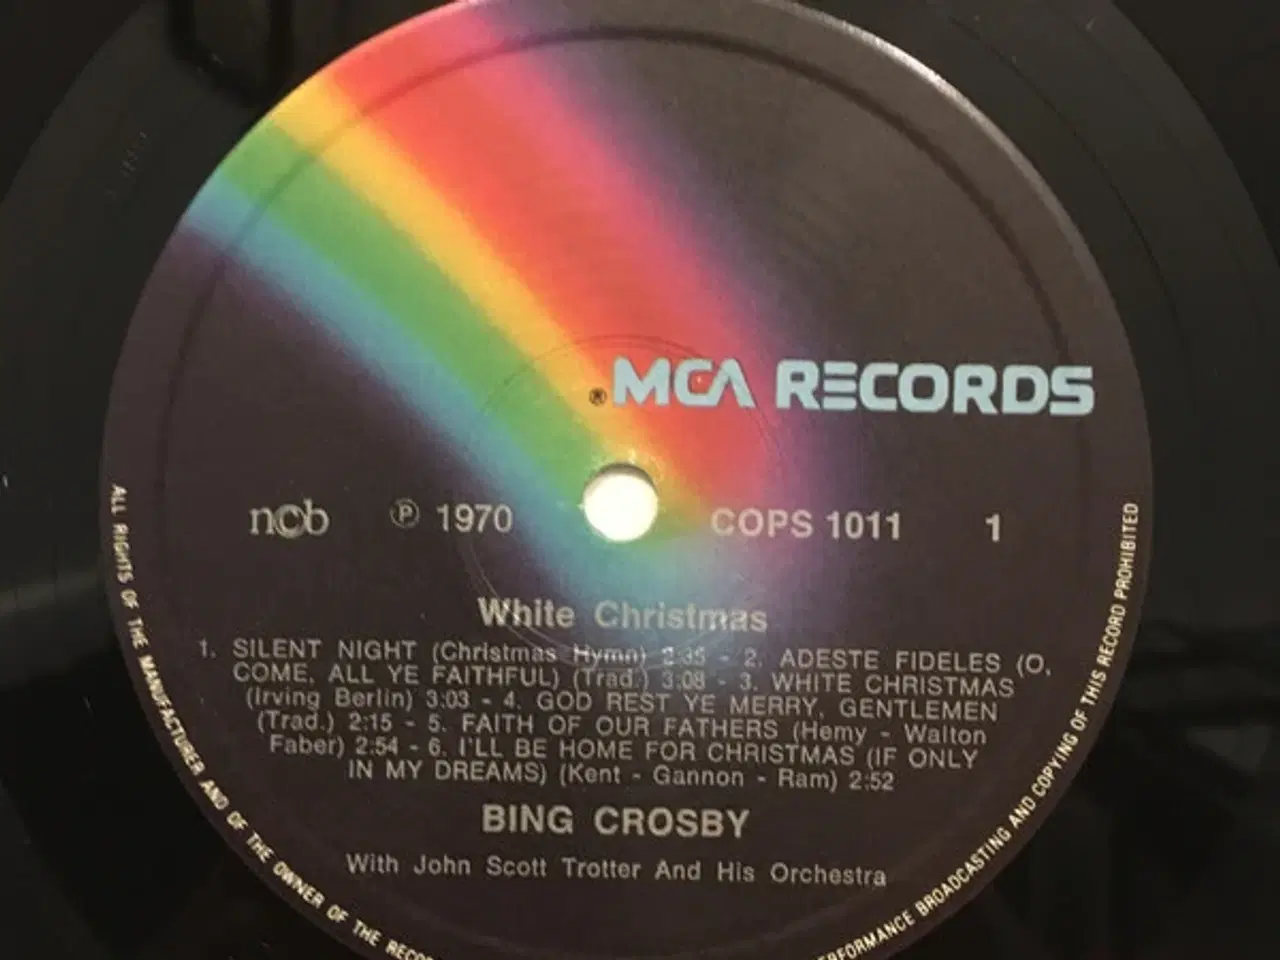 ® MCA RECORDS
ncb ℗ 1970 COPS 1011 1
White Christmas
1. SILENT NIGHT (Christmas Hymn) 2:35 - 2. ADESTE FIDELES (O,
COME, ALL YE FAITHFUL) (Trad.) 3:08 - 3. WHITE CHRISTMAS
(Irving Berlin) 3:03 - 4. GOD REST YE MERRY, GENTLEMEN
(Trad.) 2:15 - 5. FAITH OF OUR FATHERS (Hemy - Walton
Faber) 2:54 - 6. I'LL BE HOME FOR CHRISTMAS (IF ONLY
IN MY DREAMS) (Kent - Gannon - Ram) 2:52
BING CROSBY
With John Scott Trotter And His Orchestra
ALL RIGHTS OF THE MANUFACTURER AND OF THE OWNER OF THE RECO
ERFORMANCE BROADCASTING AND COPYING OF THIS RECORD PROHIBITED